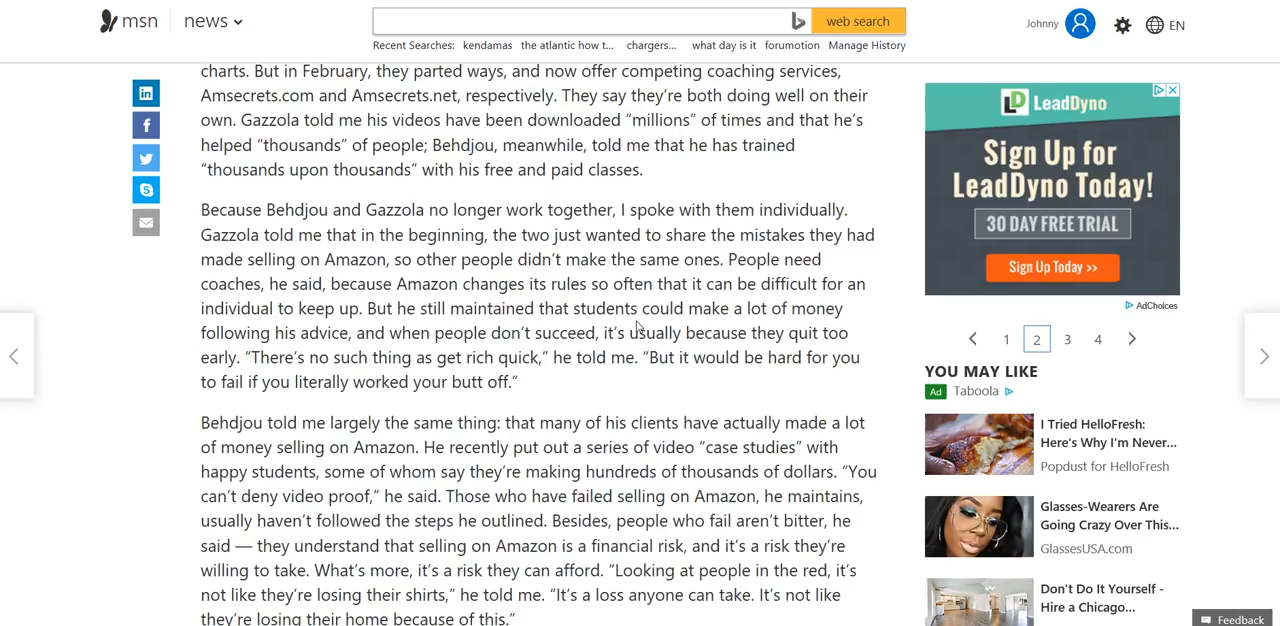 msn
news
web search
Recent Searches: kendamas the atlantic how t... chargers... what day is it forumotion Manage History
Johnny
EN
charts. But in February, they parted ways, and now offer competing coaching services,
Amsecrets.com and Amsecrets.net, respectively. They say they’re both doing well on their
own. Gazzola told me his videos have been downloaded “millions” of times and that he’s
helped “thousands” of people; Behdjou, meanwhile, told me that he has trained
“thousands upon thousands” with his free and paid classes.
Because Behdjou and Gazzola no longer work together, I spoke with them individually.
Gazzola told me that in the beginning, the two just wanted to share the mistakes they had
made selling on Amazon, so other people didn’t make the same ones. People need
coaches, he said, because Amazon changes its rules so often that it can be difficult for an
individual to keep up. But he still maintained that students could make a lot of money
following his advice, and when people don’t succeed, it’s usually because they quit too
early. “There’s no such thing as get rich quick,” he told me. “But it would be hard for you
to fail if you literally worked your butt off.”
Behdjou told me largely the same thing: that many of his clients have actually made a lot
of money selling on Amazon. He recently put out a series of video “case studies” with
happy students, some of whom say they’re making hundreds of thousands of dollars. “You
can’t deny video proof,” he said. Those who have failed selling on Amazon, he maintains,
usually haven’t followed the steps he outlined. Besides, people who fail aren’t bitter, he
said — they understand that selling on Amazon is a financial risk, and it’s a risk they’re
willing to take. What’s more, it’s a risk they can afford. “Looking at people in the red, it’s
not like they’re losing their shirts,” he told me. “It’s a loss anyone can take. It’s not like
they’re losing their home because of this.”
LeadDyno
Sign Up for
LeadDyno Today!
30 DAY FREE TRIAL
Sign Up Today >>
AdChoices
1 2 3 4
YOU MAY LIKE
Ad Taboola
I Tried HelloFresh:
Here's Why I'm Never...
Popdust for HelloFresh
Glasses-Wearers Are
Going Crazy Over This...
GlassesUSA.com
Don't Do It Yourself -
Hire a Chicago...
Feedback